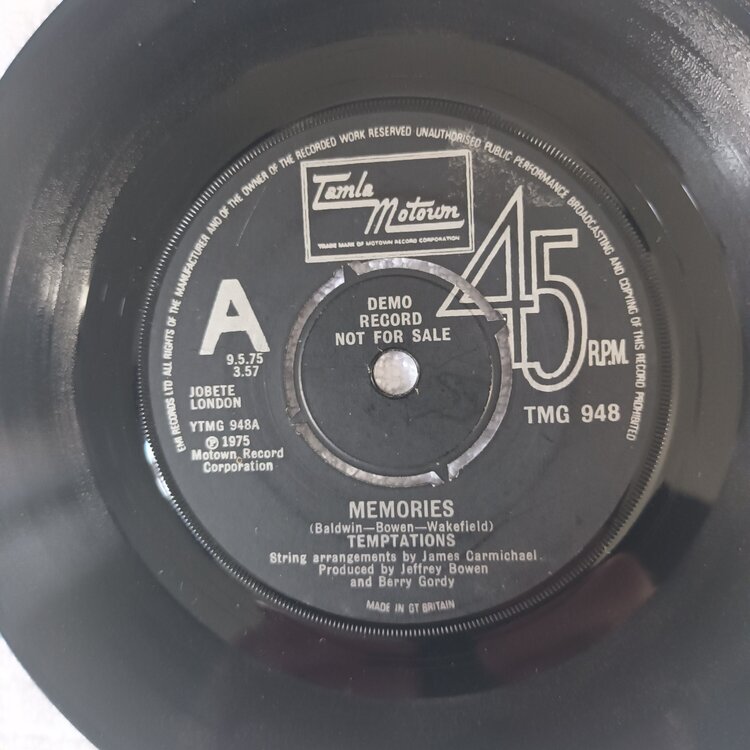 EMI RECORDS LTD ALL RIGHTS OF THE MANUFACTURER AND OF THE OWNER OF THE RECORDED WORK RESERVED UNAUTHORISED PUBLIC PERFORMANCE BROADCASTING AND COPYING OF THIS RECORD PROHIBITED
Tamla
Motown
TRADE MARK OF MOTOWN RECORD CORPORATION
45
R.P.M.
A
DEMO
RECORD
NOT FOR SALE
9.5.75
3.57
JOBETE
LONDON
TMG 948
YTMG 948A
℗ 1975
Motown Record
Corporation
MEMORIES
(Baldwin—Bowen—Wakefield)
TEMPTATIONS
String arrangements by James Carmichael.
Produced by Jeffrey Bowen
and Berry Gordy
MADE IN GT BRITAIN